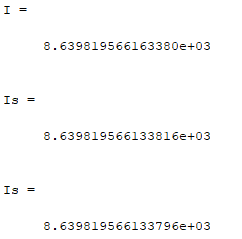 I =
8.639819566163380e+03
Is =
8.639819566133816e+03
Is =
8.639819566133796e+03